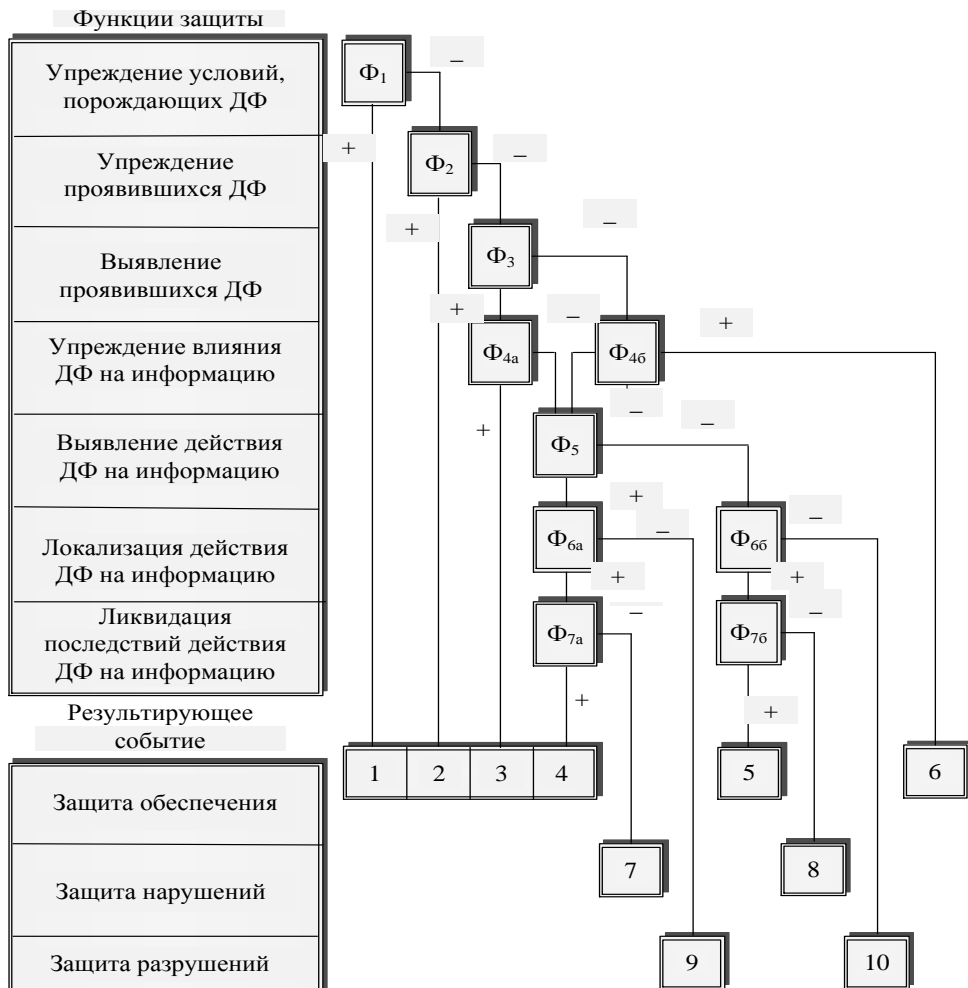 Функции защиты
Упреждение условий,
порождающих ДФ
Упреждение
проявившихся ДФ
Выявление
проявившихся ДФ
Упреждение влияния
ДФ на информацию
Выявление действия
ДФ на информацию
Локализация действия
ДФ на информацию
Ликвидация
последствий действия
ДФ на информацию
Ф1
–
+
Ф2
–
+
Ф3
–
+
Ф4а
–
Ф4б
+
–
+
Ф5
–
+
Ф6а
–
Ф6б
–
+
+
Ф7а
–
Ф7б
–
+
+
Результирующее
событие
Защита обеспечения
Защита нарушений
Защита разрушений
1
2
3
4
5
6
7
8
9
10